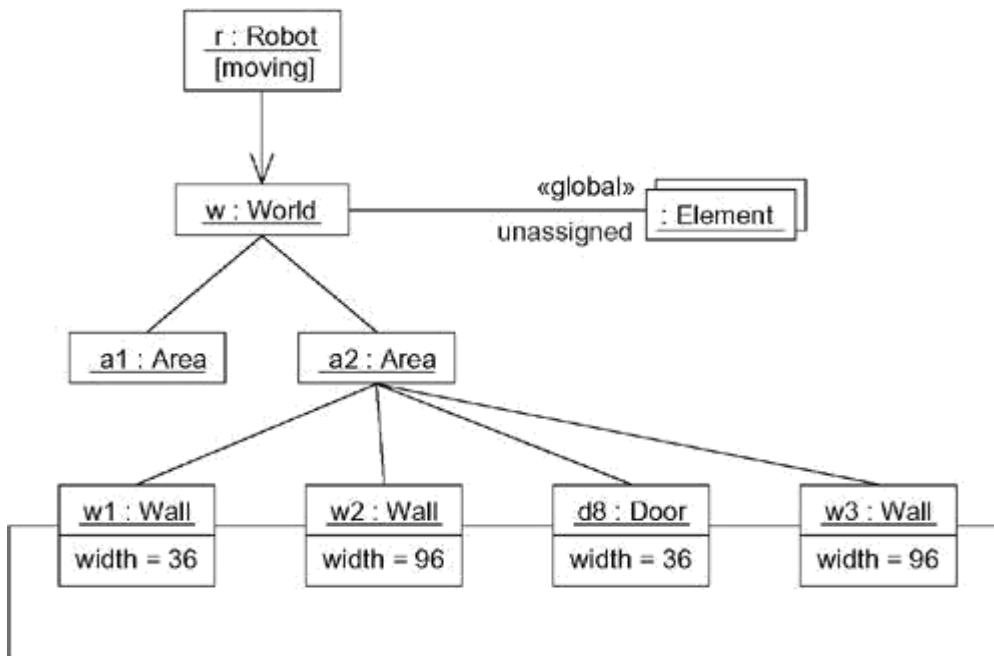 r : Robot
[moving]
«global»
w : World
: Element
unassigned
a1 : Area
a2 : Area
w1 : Wall
w2 : Wall
d8 : Door
w3 : Wall
width = 36
width = 96
width = 36
width = 96